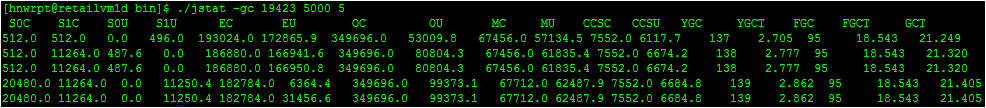 [hnwrpt@retailvm1d bin]$ ./jstat -gc 19423 5000 5
S0C S1C S0U S1U EC EU OC OU MC MU CCSC CCSU YGC YGCT FGC FGCT GCT
512.0 512.0 0.0 496.0 193024.0 172865.9 349696.0 53009.8 67456.0 57134.5 7552.0 6117.7 137 2.705 95 18.543 21.249
512.0 11264.0 487.6 0.0 186880.0 166941.6 349696.0 80804.3 67456.0 61835.4 7552.0 6674.2 138 2.777 95 18.543 21.320
512.0 11264.0 487.6 0.0 186880.0 166950.8 349696.0 80804.3 67456.0 61835.4 7552.0 6674.2 138 2.777 95 18.543 21.320
20480.0 11264.0 0.0 11250.4 182784.0 6364.4 349696.0 99373.1 67712.0 62487.9 7552.0 6684.8 139 2.862 95 18.543 21.405
20480.0 11264.0 0.0 11250.4 182784.0 31456.6 349696.0 99373.1 67712.0 62487.9 7552.0 6684.8 139 2.862 95 18.543 21.405